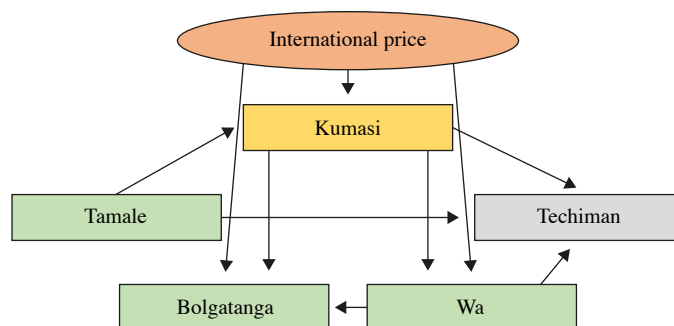 International price
Kumasi
Tamale
Techiman
Bolgatanga
Wa